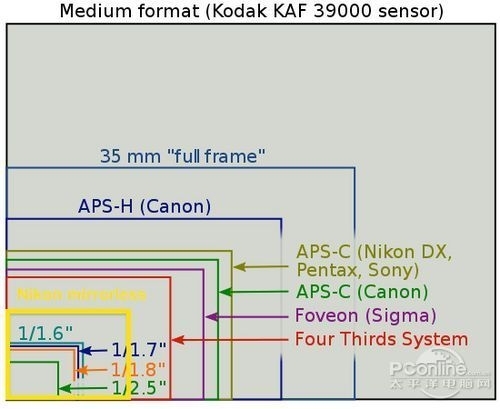 Medium format (Kodak KAF 39000 sensor)
35 mm "full frame"
APS-H (Canon)
APS-C (Nikon DX,
Pentax, Sony)
APS-C (Canon)
Foveon (Sigma)
Four Thirds System
Nikon mirrorless
1/1.6"
1/1.7"
1/1.8"
1/2.5"
PConline
太平洋电脑网